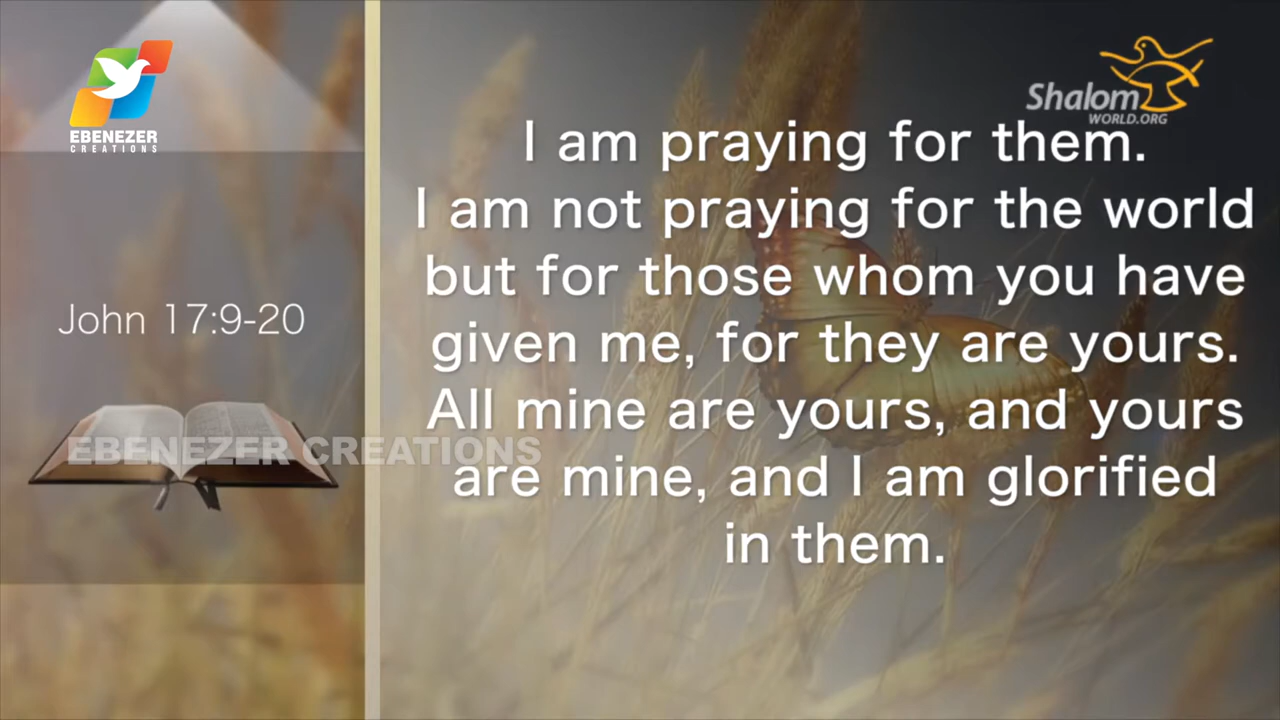 EBENEZER
CREATIONS
Shalom
WORLD.ORG
John 17:9-20
EBENEZER CREATIONS
I am praying for them.
I am not praying for the world
but for those whom you have
given me, for they are yours.
All mine are yours, and yours
are mine, and I am glorified
in them.